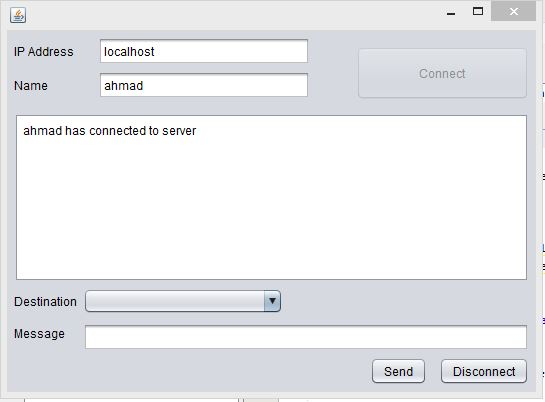 IP Address localhost
Connect
Name ahmad
ahmad has connected to server
Destination
Message
Send Disconnect